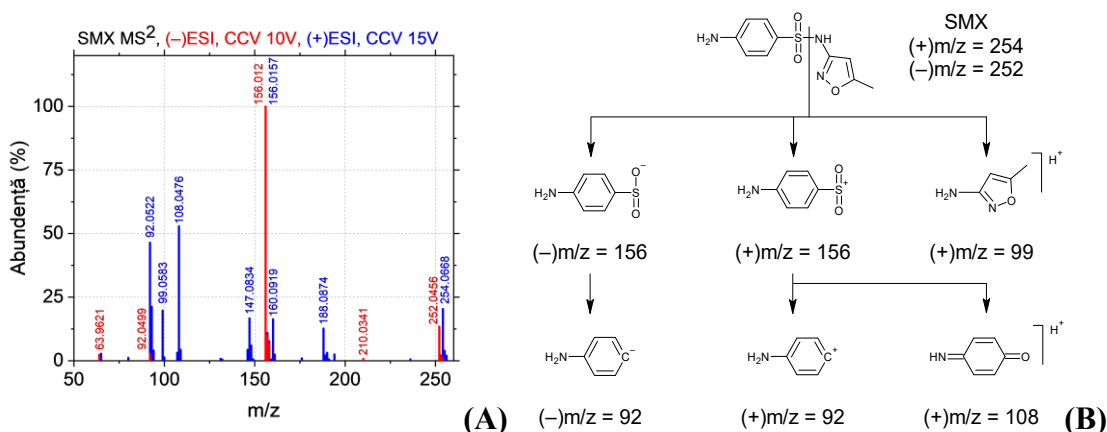 SMX MS², (–)ESI, CCV 10V, (+)ESI, CCV 15V
Abundență (%)
100
75
50
25
0
50
100
150
200
250
m/z
63.9621
92.0499
92.0522
99.0583
108.0476
147.0834
156.012
156.0157
160.0919
188.0874
210.0341
252.0456
254.0668
(A)
H₂N
O
S
O
NH
N
O
SMX
(+)m/z = 254
(–)m/z = 252
H₂N
O⁻
S
O
O
(–)m/z = 156
H₂N
O
S⁺
O
(+)m/z = 156
H₂N
N
O
H⁺
(+)m/z = 99
H₂N
C⁻
(–)m/z = 92
H₂N
C⁺
(+)m/z = 92
HN
O
H⁺
(+)m/z = 108
(B)